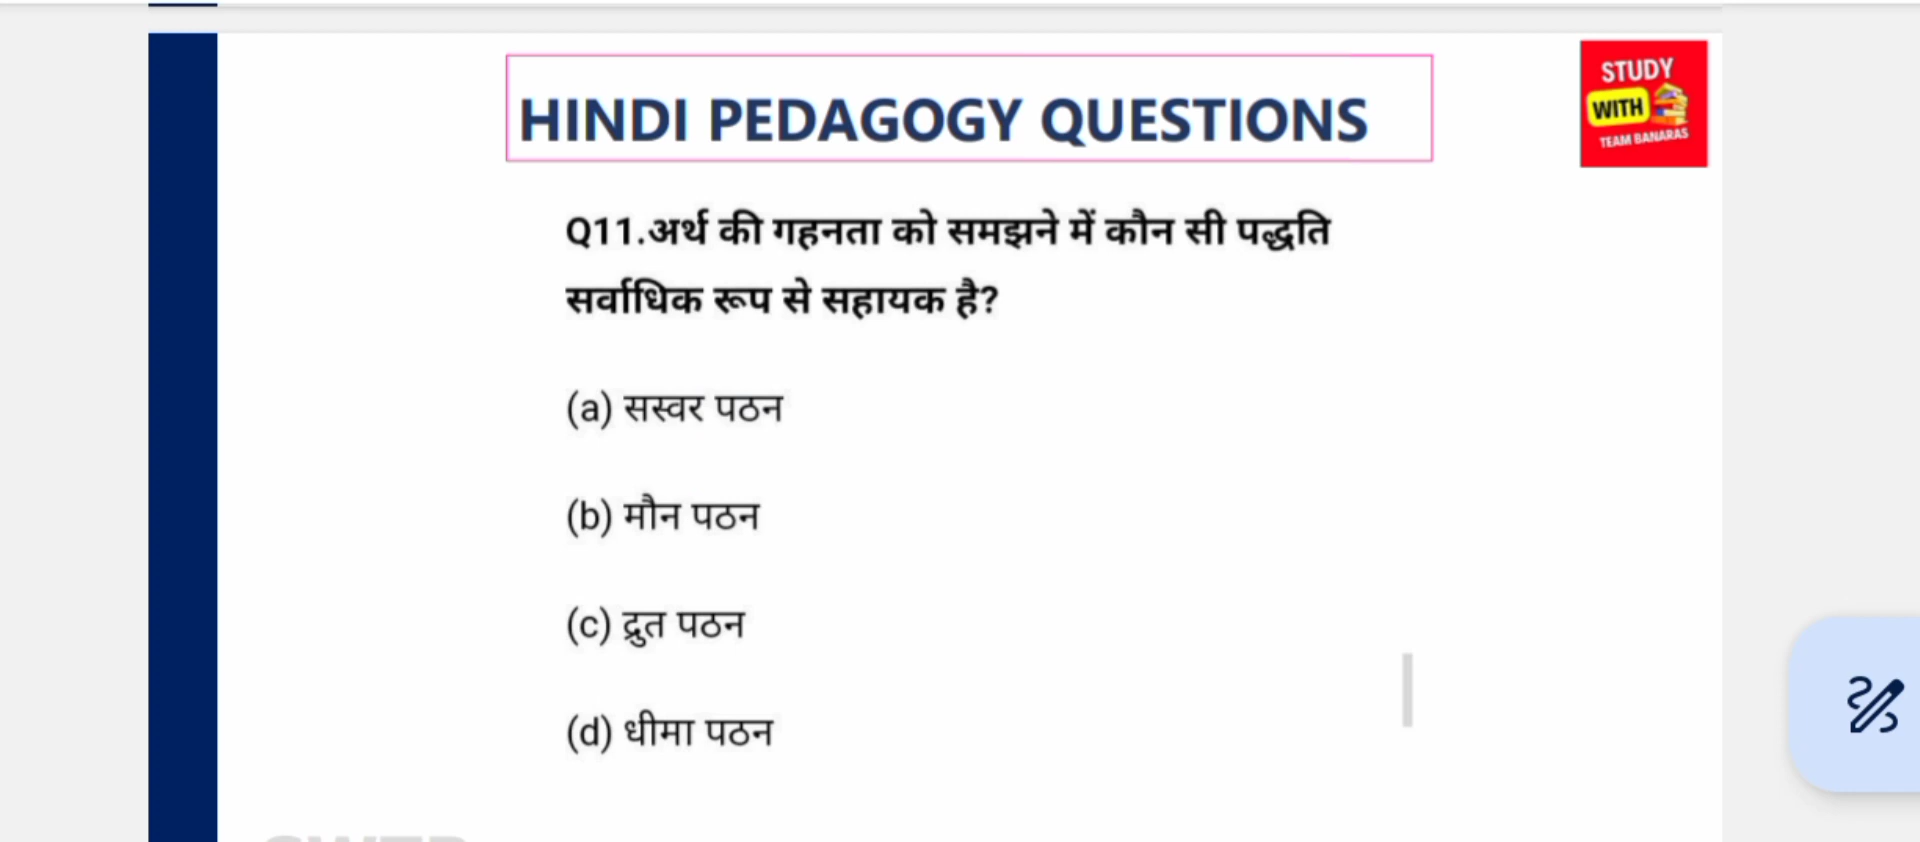 HINDI PEDAGOGY QUESTIONS
STUDY
WITH
TEAM BANARAS
Q11.अर्थ की गहनता को समझने में कौन सी पद्धति
सर्वाधिक रूप से सहायक है?
(a) सस्वर पठन
(b) मौन पठन
(c) द्रुत पठन
(d) धीमा पठन